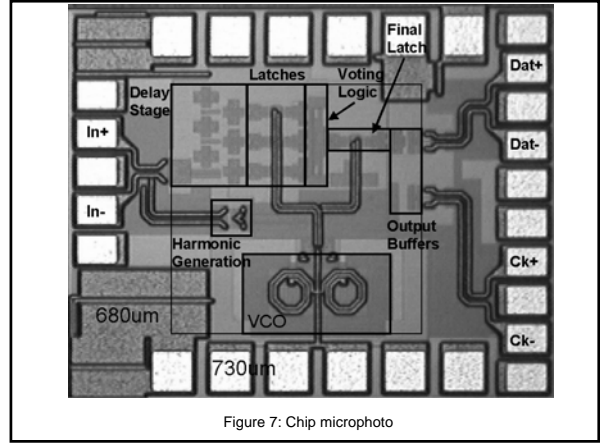 Final
Latch
Latches
Voting
Logic
Delay
Stage
Dat+
In+
Dat-
In-
Output
Buffers
Harmonic
Generation
Ck+
680um
VCO
Ck-
730um
Figure 7: Chip microphoto